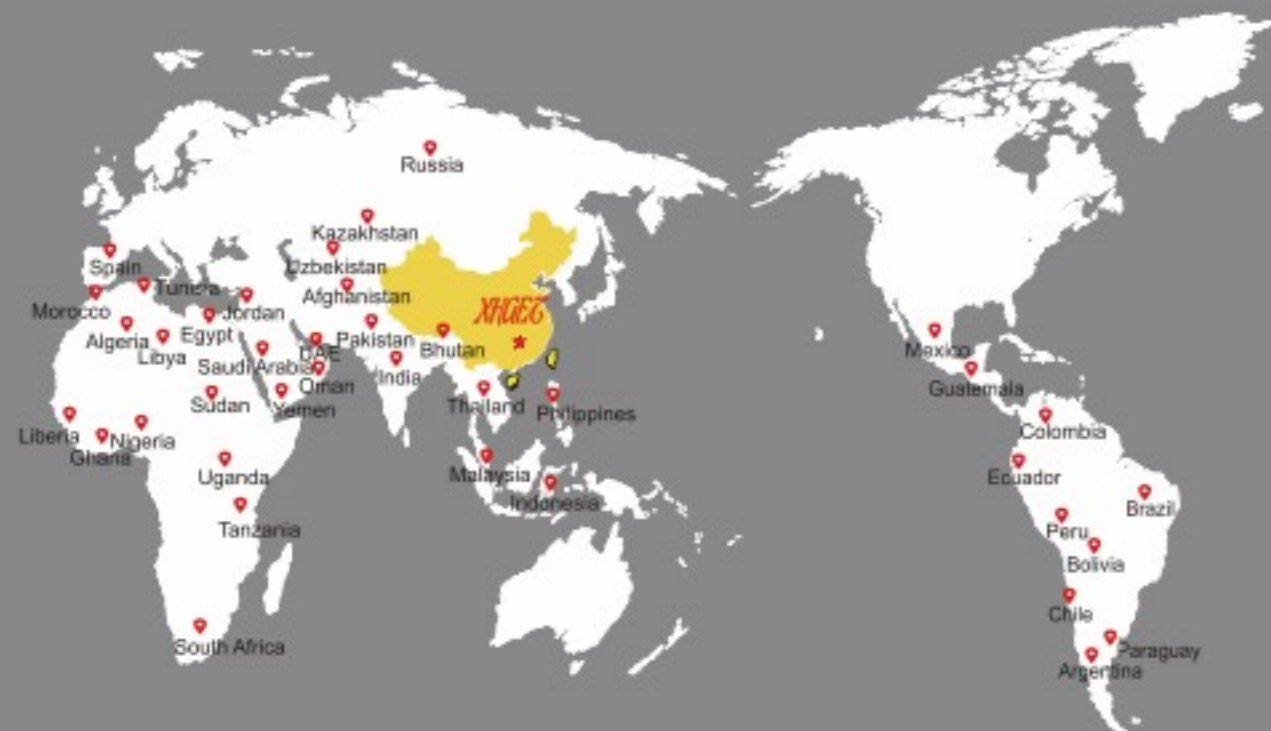 Russia
Kazakhstan
Uzbekistan
Spain
Tunisia
Afghanistan
Morocco
Jordan
Egypt
Algeria
Libya
Pakistan
Bhutan
UAE
Saudi Arabia
India
Oman
Sudan
Yemen
Thailand
Philippines
Liberia
Nigeria
Ghana
Uganda
Malaysia
Indonesia
Tanzania
South Africa
Mexico
Guatemala
Colombia
Ecuador
Brazil
Peru
Bolivia
Chile
Paraguay
Argentina